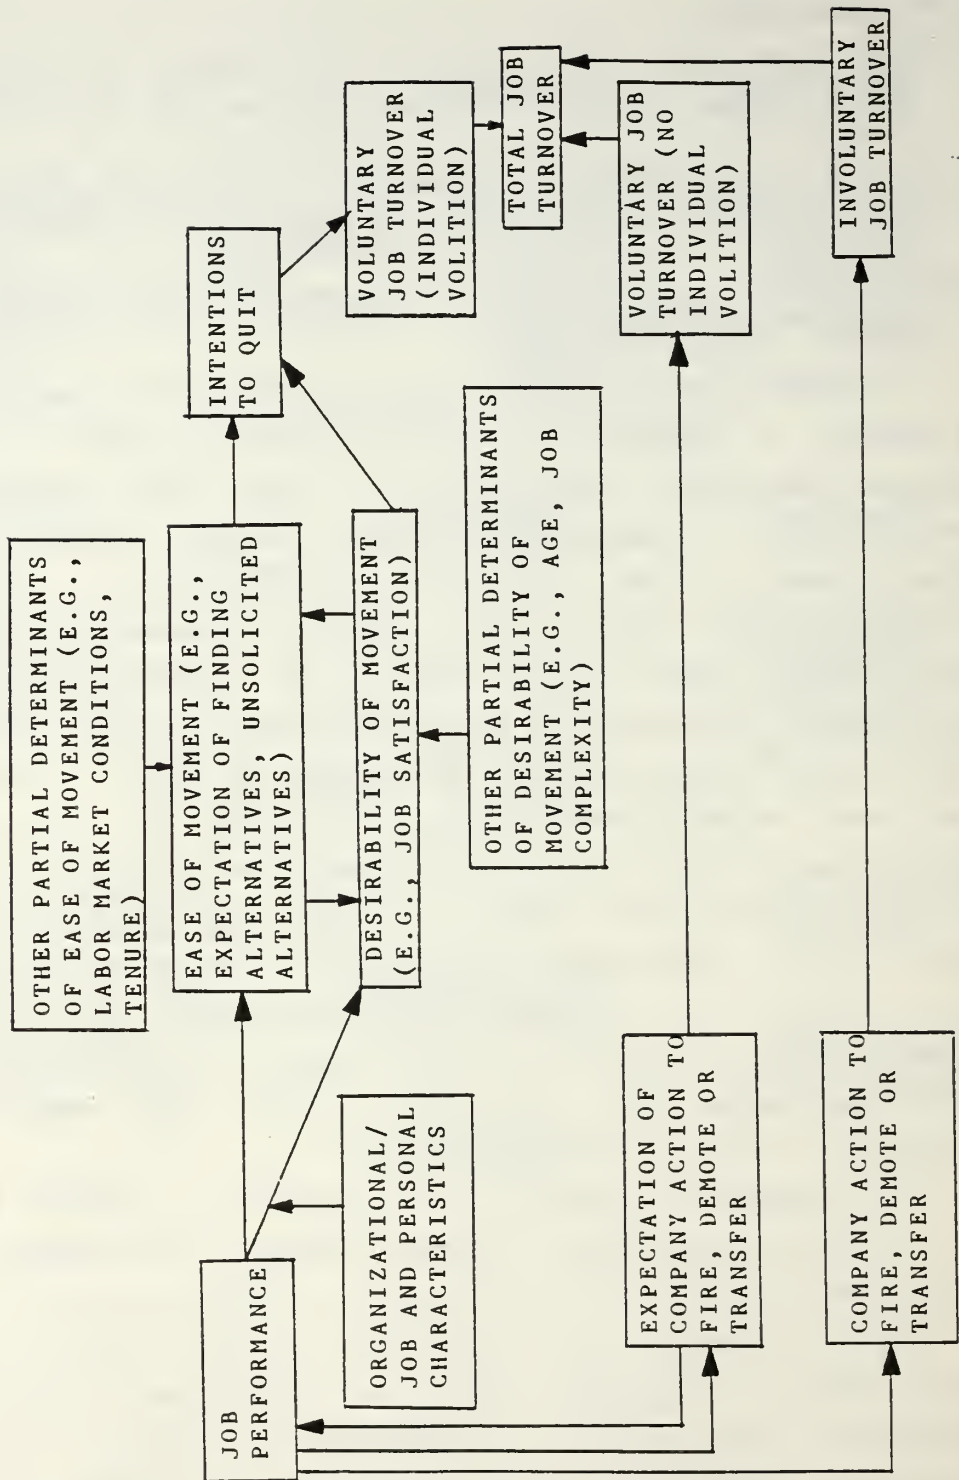 OTHER PARTIAL DETERMINANTS
OF EASE OF MOVEMENT (E.G.,
LABOR MARKET CONDITIONS,
TENURE)
EASE OF MOVEMENT (E.G.,
EXPECTATION OF FINDING
ALTERNATIVES, UNSOLICITED
ALTERNATIVES)
DESIRABILITY OF MOVEMENT
(E.G., JOB SATISFACTION)
OTHER PARTIAL DETERMINANTS
OF DESIRABILITY OF
MOVEMENT (E.G., AGE, JOB
COMPLEXITY)
JOB
PERFORMANCE
ORGANIZATIONAL/
JOB AND PERSONAL
CHARACTERISTICS
EXPECTATION OF
COMPANY ACTION TO
FIRE, DEMOTE OR
TRANSFER
COMPANY ACTION TO
FIRE, DEMOTE OR
TRANSFER
INTENTIONS
TO QUIT
VOLUNTARY
JOB TURNOVER
(INDIVIDUAL
VOLITION)
TOTAL JOB
TURNOVER
VOLUNTARY JOB
TURNOVER (NO
INDIVIDUAL
VOLITION)
INVOLUNTARY
JOB TURNOVER